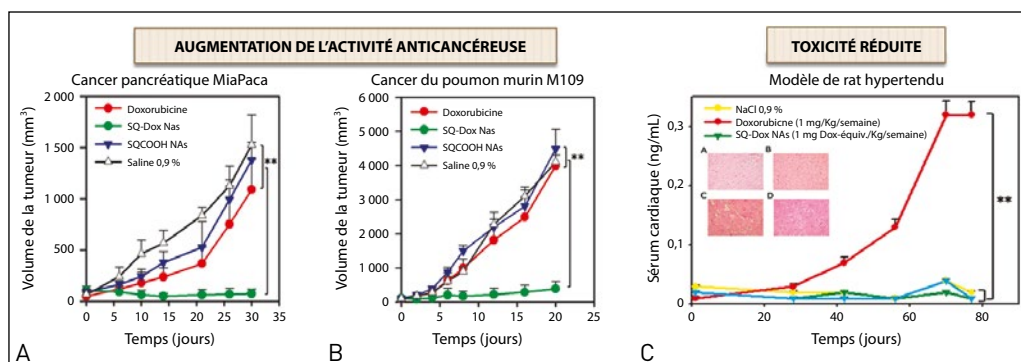 AUGMENTATION DE L'ACTIVITÉ ANTICANCÉREUSE
TOXICITÉ RÉDUITE
Cancer pancréatique MiaPaca
Volume de la tumeur (mm3)
2 000
1 500
1 000
500
0
Doxorubicine
SQ-Dox Nas
SQCOOH NAs
Saline 0,9 %
**
0 5 10 15 20 25 30 35
Temps (jours)
A
Cancer du poumon murin M109
Volume de la tumeur (mm3)
6 000
5 000
4 000
3 000
2 000
1 000
0
Doxorubicine
SQ-Dox Nas
SQCOOH NAs
Saline 0,9 %
**
0 5 10 15 20 25
Temps (jours)
B
Modèle de rat hypertendu
Sérum cardiaque (ng/mL)
0,3
0,2
0,1
0
NaCl 0,9 %
Doxorubicine (1 mg/Kg/semaine)
SQ-Dox NAs (1 mg Dox-équiv./Kg/semaine)
A B
C D
**
0 20 40 60 80
Temps (jours)
C